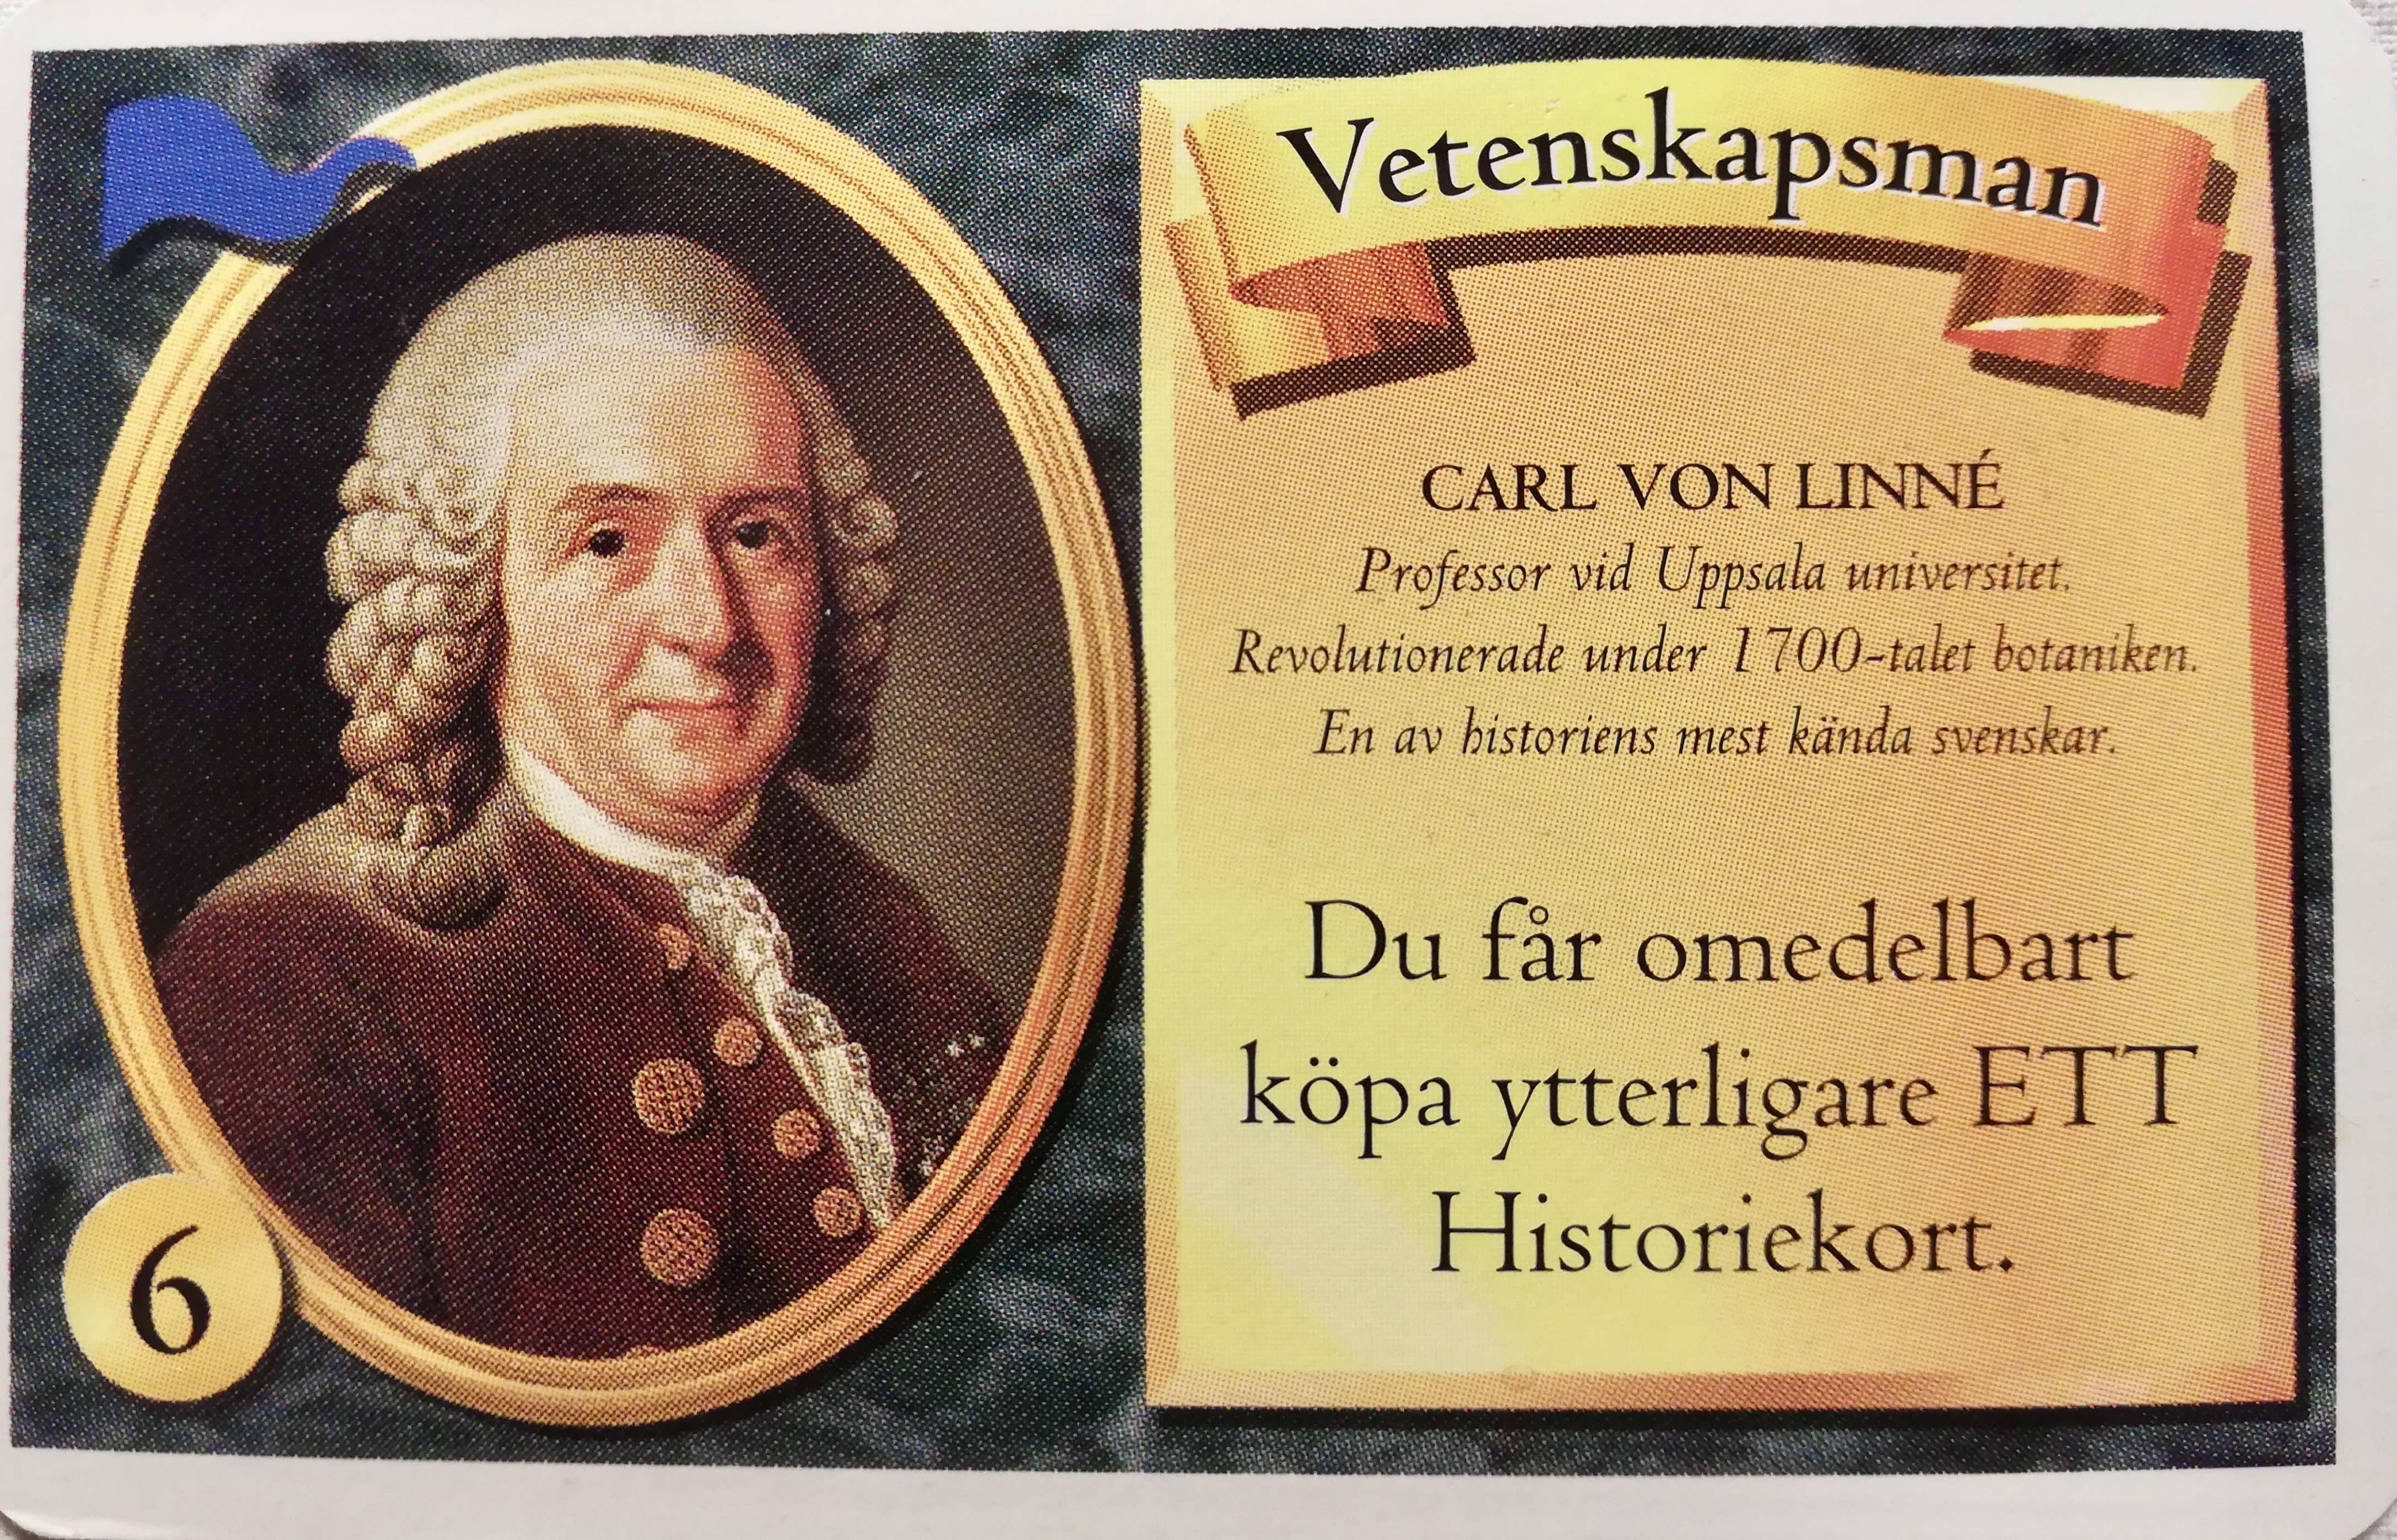 Vetenskapsman
CARL VON LINNÉ
Professor vid Uppsala universitet.
Revolutionerade under 1700-talet botaniken.
En av historiens mest kända svenskar.
Du får omedelbart
köpa ytterligare ETT
Historiekort.
6